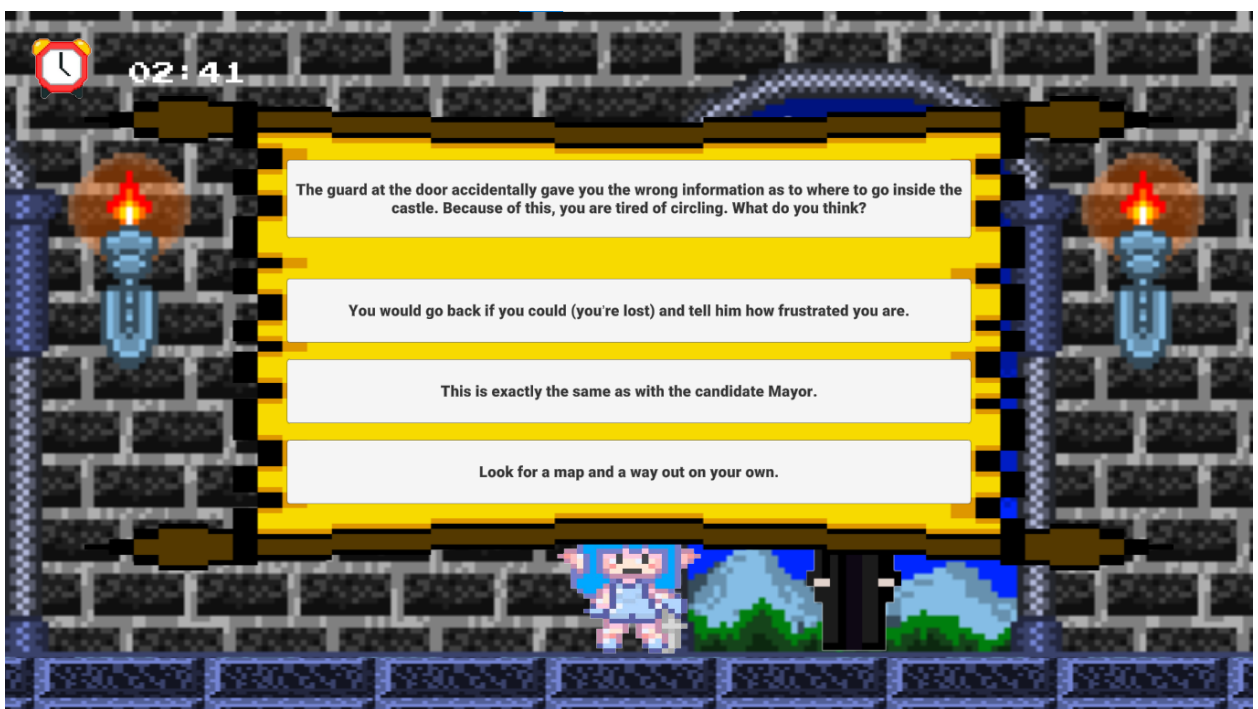 02:41
The guard at the door accidentally gave you the wrong information as to where to go inside the
castle. Because of this, you are tired of circling. What do you think?
You would go back if you could (you're lost) and tell him how frustrated you are.
This is exactly the same as with the candidate Mayor.
Look for a map and a way out on your own.